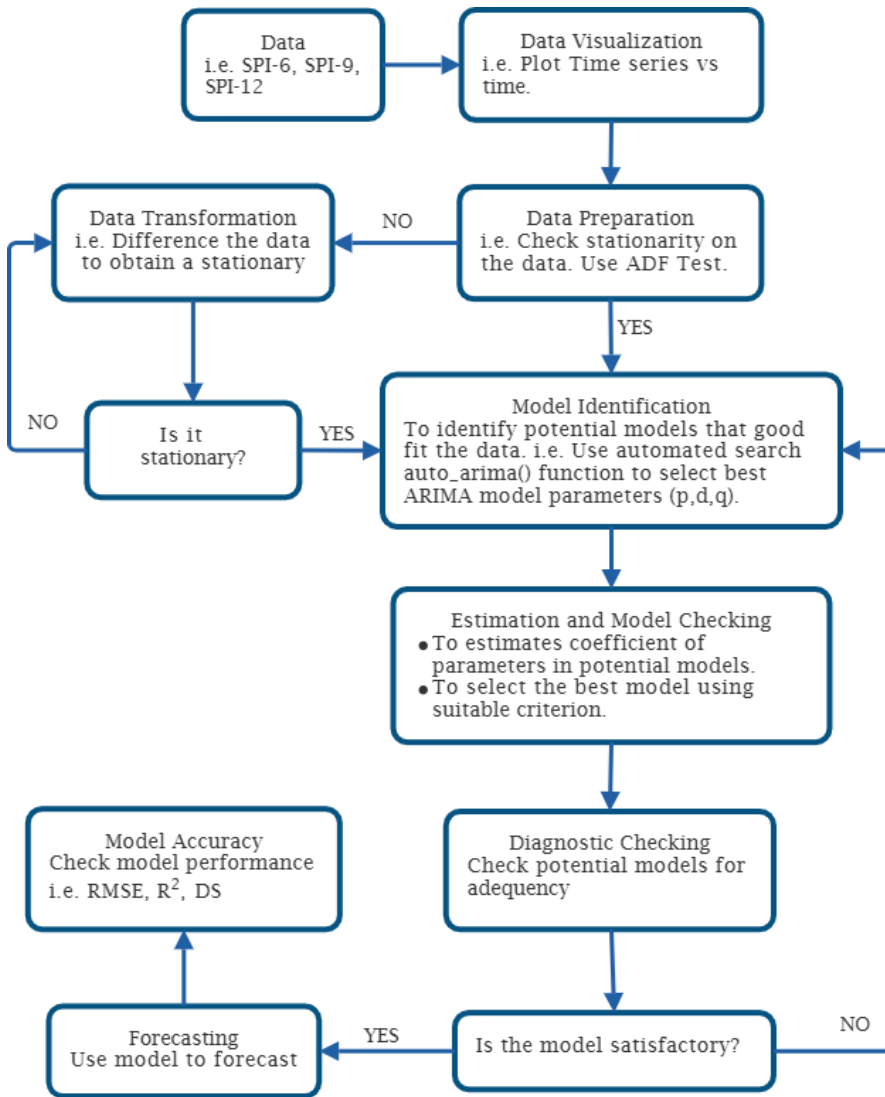 Data
i.e. SPI-6, SPI-9,
SPI-12
Data Visualization
i.e. Plot Time series vs
time.
Data Transformation
i.e. Difference the data
to obtain a stationary
NO
Data Preparation
i.e. Check stationarity on
the data. Use ADF Test.
YES
NO
Is it
stationary?
YES
Model Identification
To identify potential models that good
fit the data. i.e. Use automated search
auto_arima() function to select best
ARIMA model parameters (p,d,q).
Estimation and Model Checking
● To estimates coefficient of
parameters in potential models.
● To select the best model using
suitable criterion.
Model Accuracy
Check model performance
i.e. RMSE, R², DS
Diagnostic Checking
Check potential models for
adequency
Forecasting
Use model to forecast
YES
Is the model satisfactory?
NO